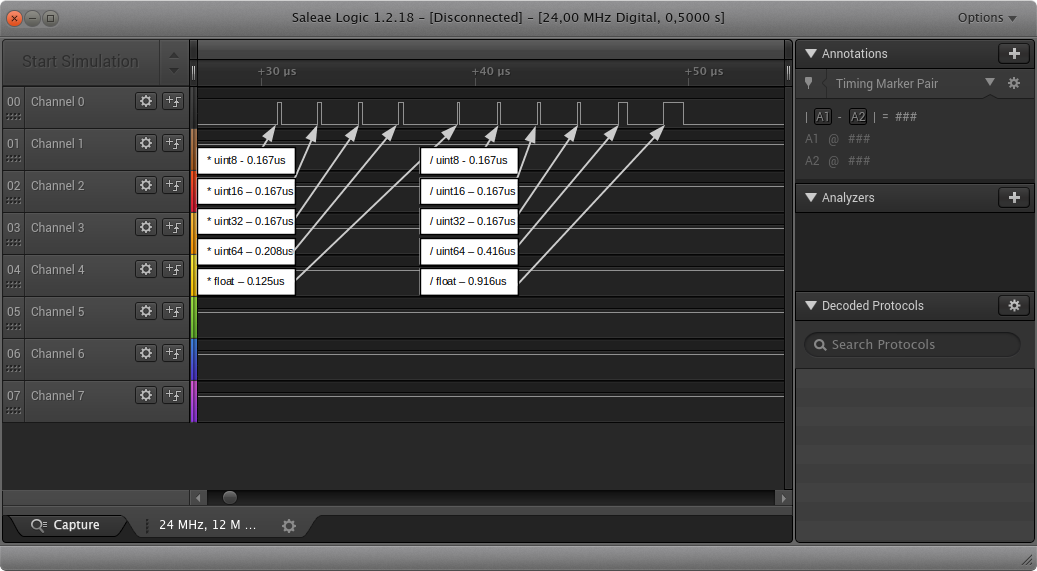 Saleae Logic 1.2.18 – [Disconnected] – [24,00 MHz Digital, 0,5000 s]
Options
Start Simulation
+30 µs
+40 µs
+50 µs
00 Channel 0
01 Channel 1
02 Channel 2
03 Channel 3
04 Channel 4
05 Channel 5
06 Channel 6
07 Channel 7
* uint8 - 0.167us
* uint16 – 0.167us
* uint32 – 0.167us
* uint64 – 0.208us
* float – 0.125us
/ uint8 - 0.167us
/ uint16 – 0.167us
/ uint32 – 0.167us
/ uint64 – 0.416us
/ float – 0.916us
Annotations
Timing Marker Pair
| A1 - A2 | = ###
A1 @ ###
A2 @ ###
Analyzers
Decoded Protocols
Search Protocols
Capture
24 MHz, 12 M ...